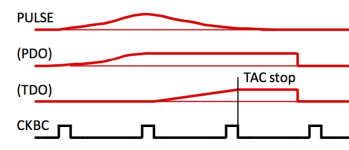 PULSE
(PDO)
TAC stop
(TDO)
CKBC